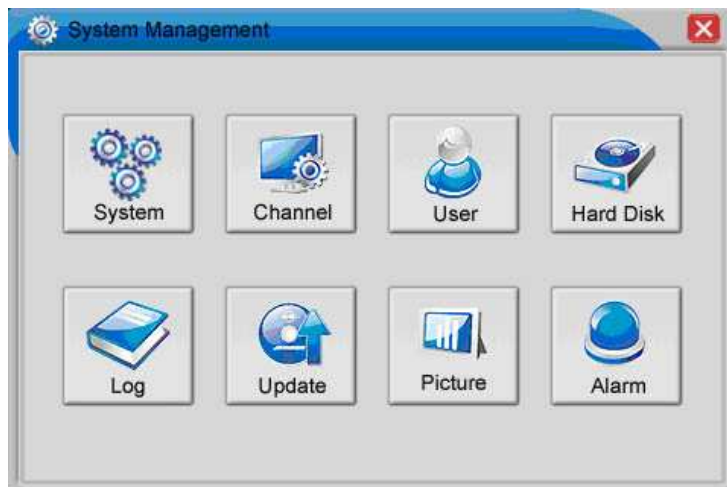 System Management
System
Channel
User
Hard Disk
Log
Update
Picture
Alarm